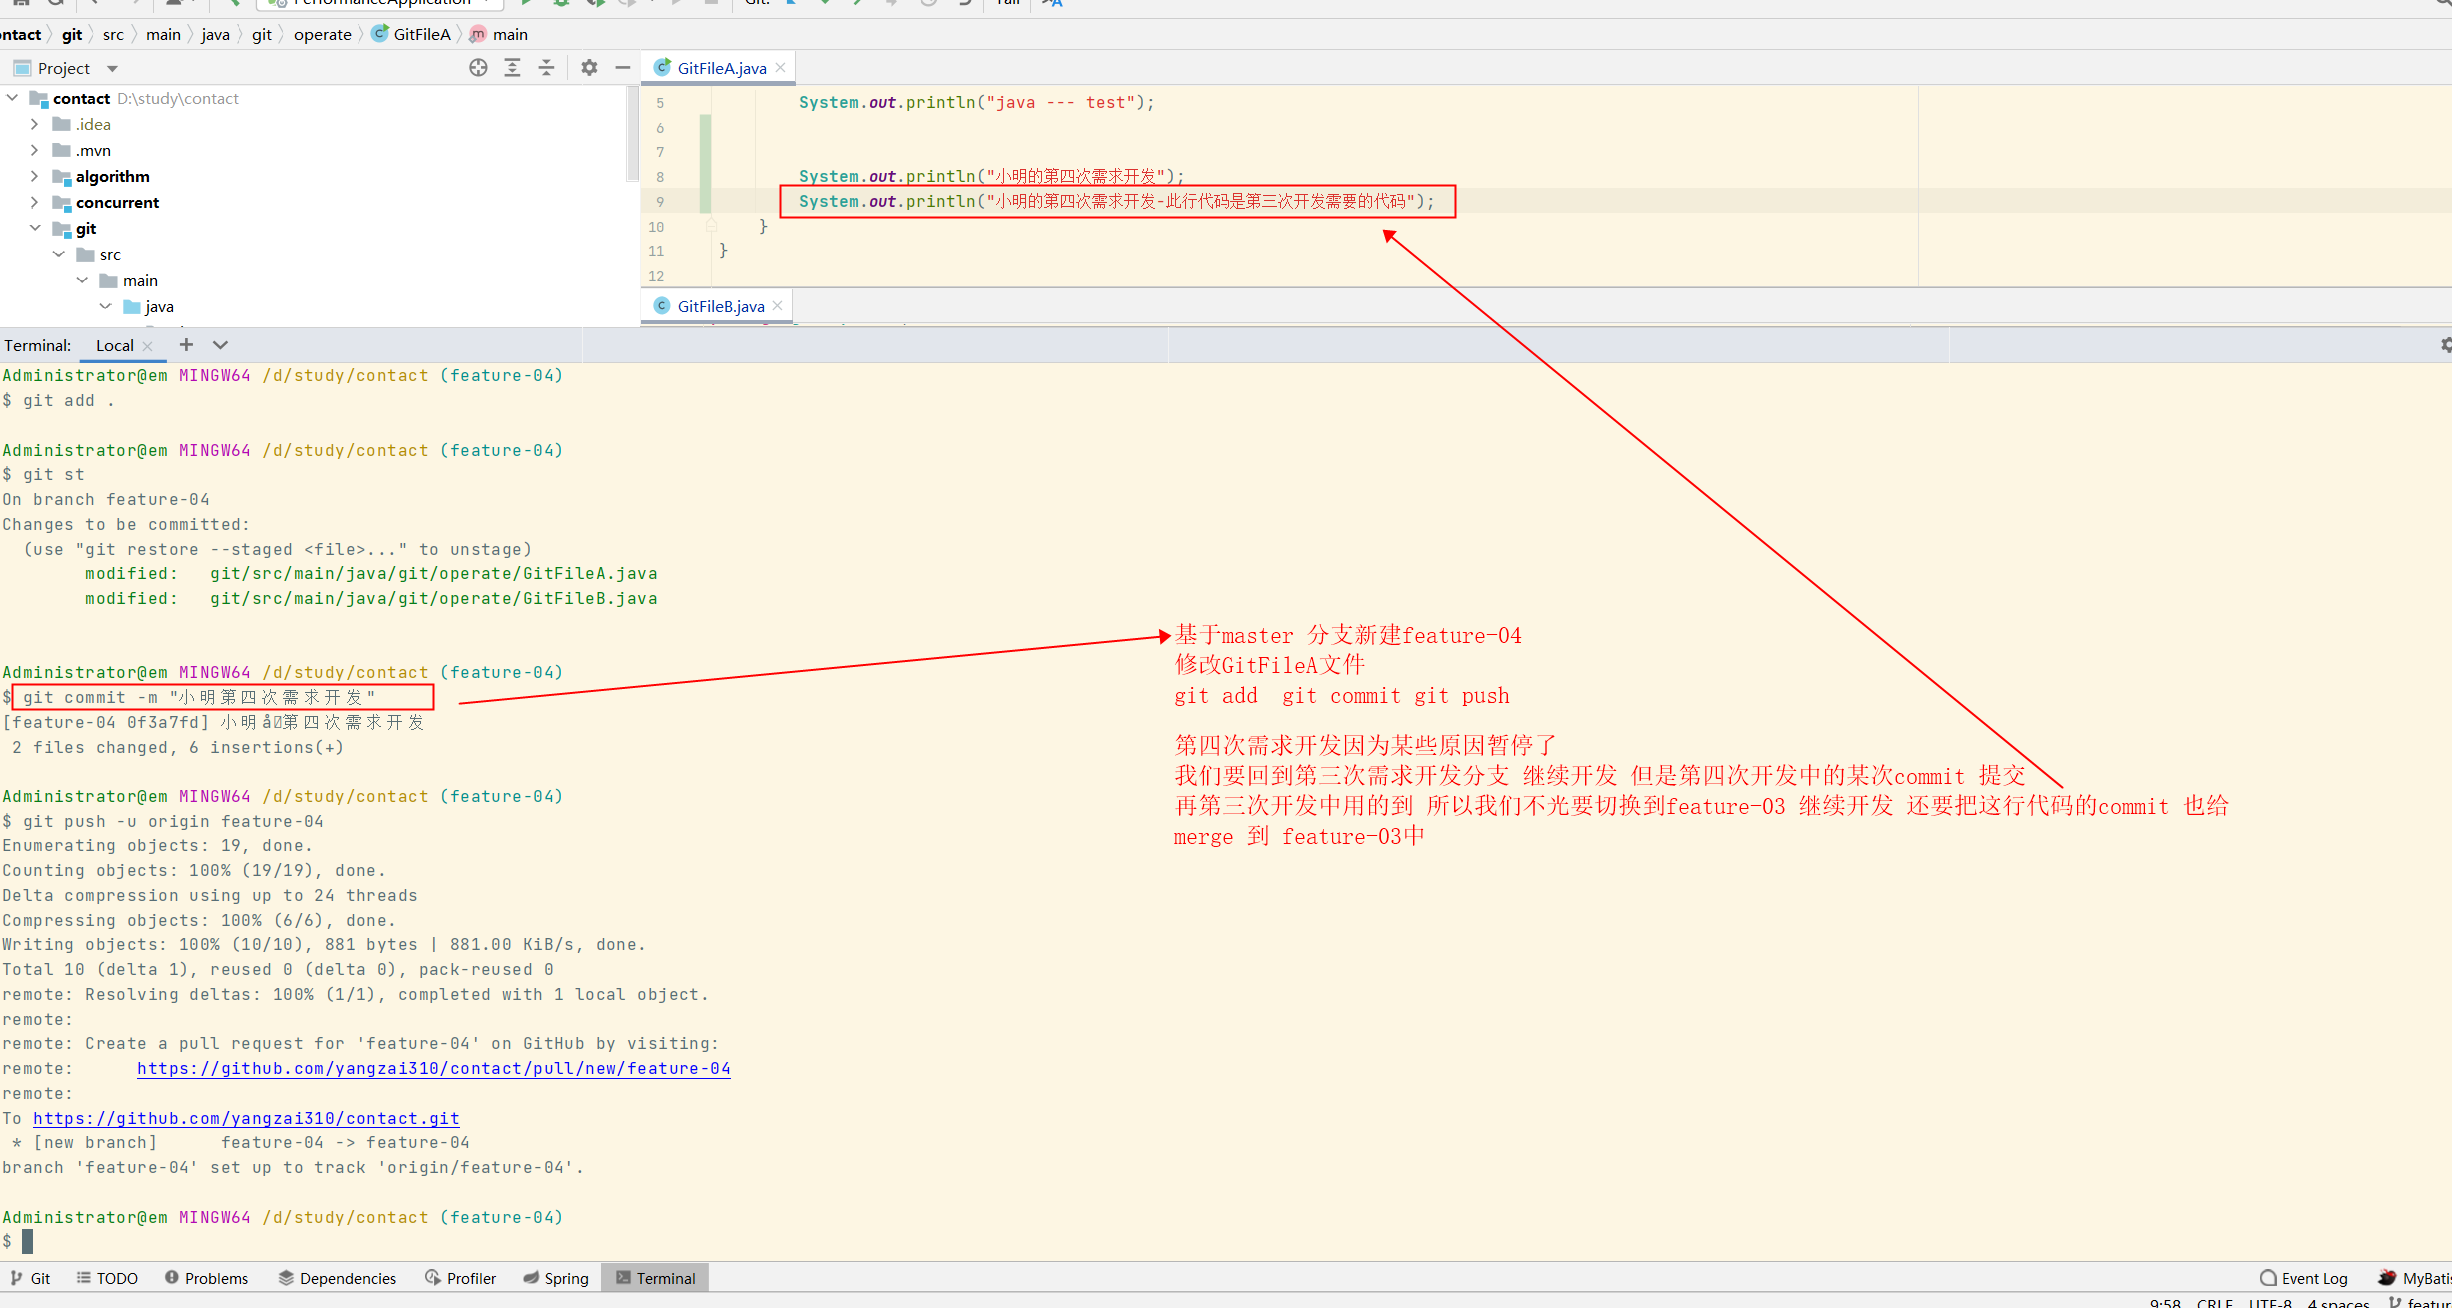 PerformanceApplication
Git:
Tail
ontact git src main java git operate GitFileA main
Project
GitFileA.java
contact D:\study\contact
.idea
.mvn
algorithm
concurrent
git
src
main
java
5 System.out.println("java --- test");
6
7
8 System.out.println("小明的第四次需求开发");
9 System.out.println("小明的第四次需求开发-此行代码是第三次开发需要的代码");
10 }
11 }
12
GitFileB.java
Terminal: Local
Administrator@em MINGW64 /d/study/contact (feature-04)
$ git add .
Administrator@em MINGW64 /d/study/contact (feature-04)
$ git st
On branch feature-04
Changes to be committed:
(use "git restore --staged <file>..." to unstage)
modified: git/src/main/java/git/operate/GitFileA.java
modified: git/src/main/java/git/operate/GitFileB.java
Administrator@em MINGW64 /d/study/contact (feature-04)
$ git commit -m "小明第四次需求开发"
[feature-04 0f3a7fd] 小明å第四次需求开发
2 files changed, 6 insertions(+)
Administrator@em MINGW64 /d/study/contact (feature-04)
$ git push -u origin feature-04
Enumerating objects: 19, done.
Counting objects: 100% (19/19), done.
Delta compression using up to 24 threads
Compressing objects: 100% (6/6), done.
Writing objects: 100% (10/10), 881 bytes | 881.00 KiB/s, done.
Total 10 (delta 1), reused 0 (delta 0), pack-reused 0
remote: Resolving deltas: 100% (1/1), completed with 1 local object.
remote:
remote: Create a pull request for 'feature-04' on GitHub by visiting:
remote: https://github.com/yangzai310/contact/pull/new/feature-04
remote:
To https://github.com/yangzai310/contact.git
* [new branch] feature-04 -> feature-04
branch 'feature-04' set up to track 'origin/feature-04'.
Administrator@em MINGW64 /d/study/contact (feature-04)
$
基于master 分支新建feature-04
修改GitFileA文件
git add git commit git push
第四次需求开发因为某些原因暂停了
我们要回到第三次需求开发分支 继续开发 但是第四次开发中的某次commit 提交
再第三次开发中用的到 所以我们不光要切换到feature-03 继续开发 还要把这行代码的commit 也给
merge 到 feature-03中
Git TODO Problems Dependencies Profiler Spring Terminal
Event Log MyBatis
9:58 CRLF UTF-8 4 spaces featur